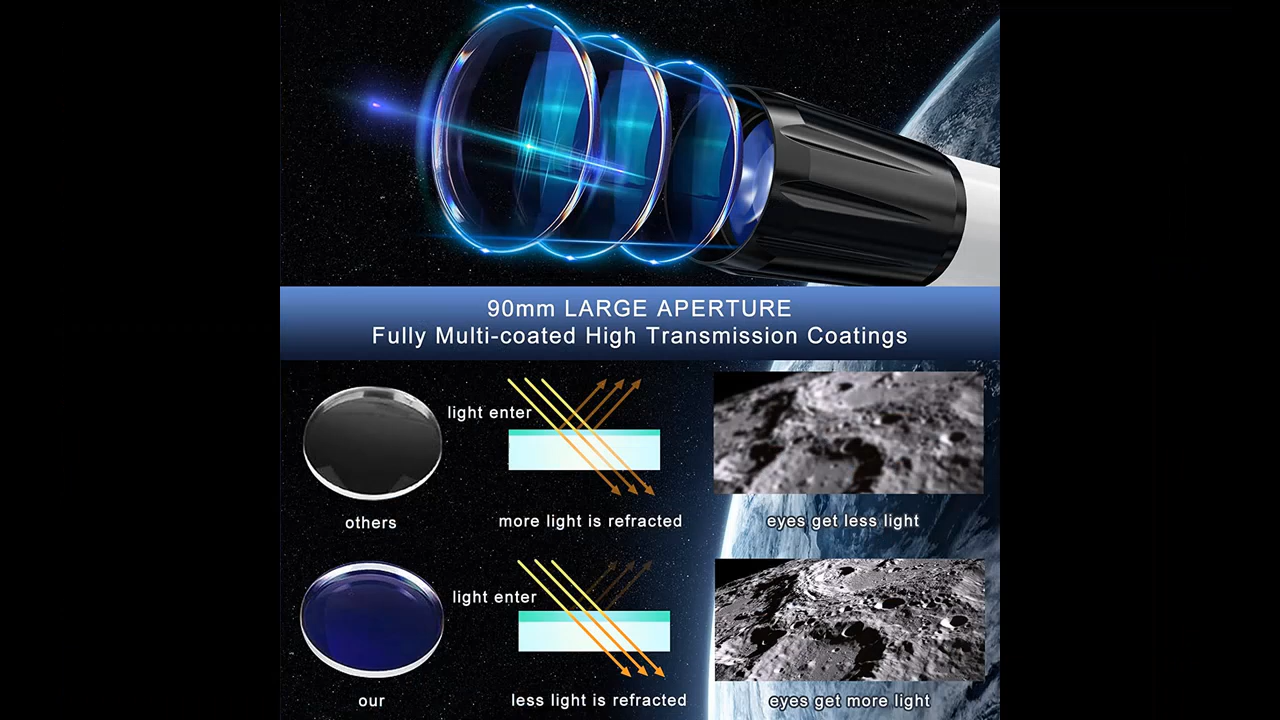 90mm LARGE APERTURE
Fully Multi-coated High Transmission Coatings
light enter
others
more light is refracted
eyes get less light
light enter
our
less light is refracted
eyes get more light